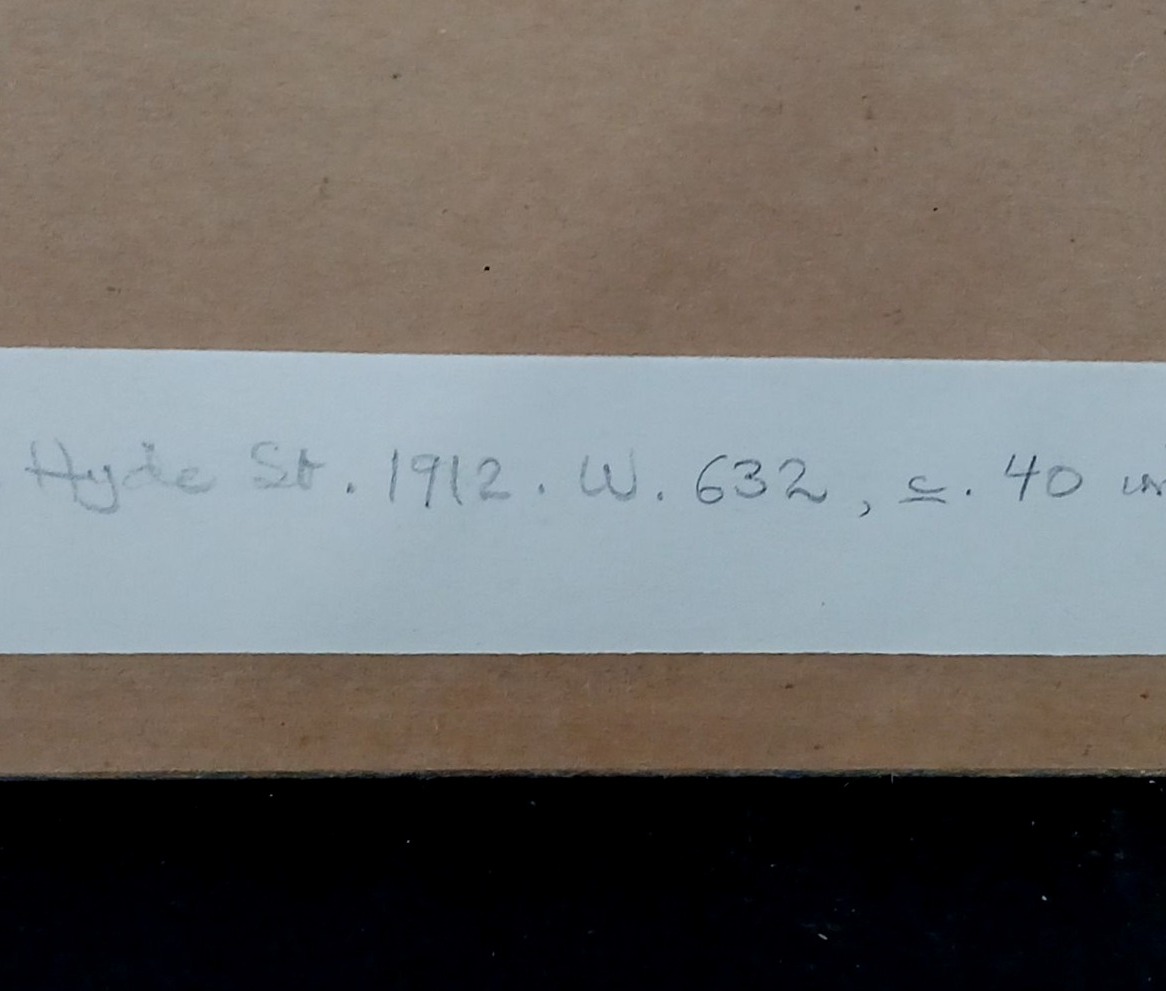 Hyde St. 1912. W. 632, c. 40